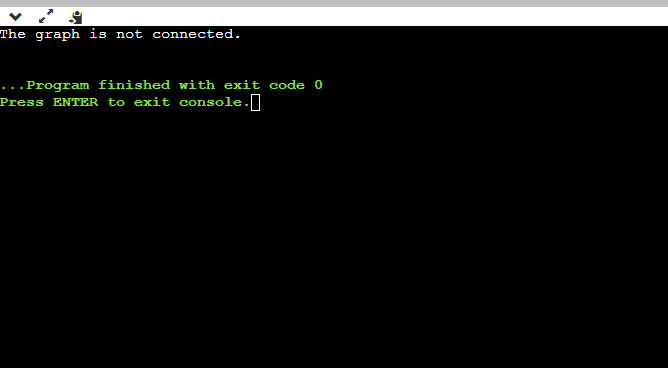 The graph is not connected.
...Program finished with exit code 0
Press ENTER to exit console.